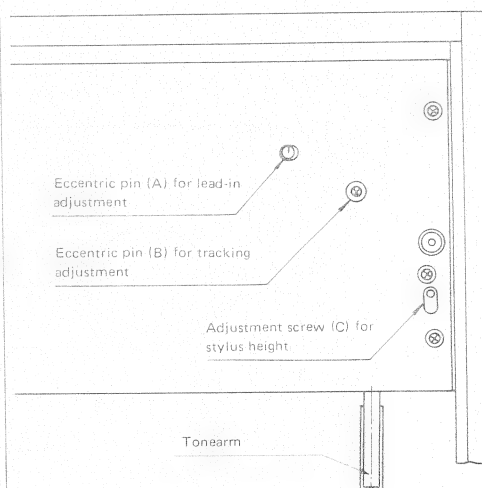 Eccentric pin (A) for lead-in
adjustment
Eccentric pin (B) for tracking
adjustment
Adjustment screw (C) for
stylus height
Tonearm